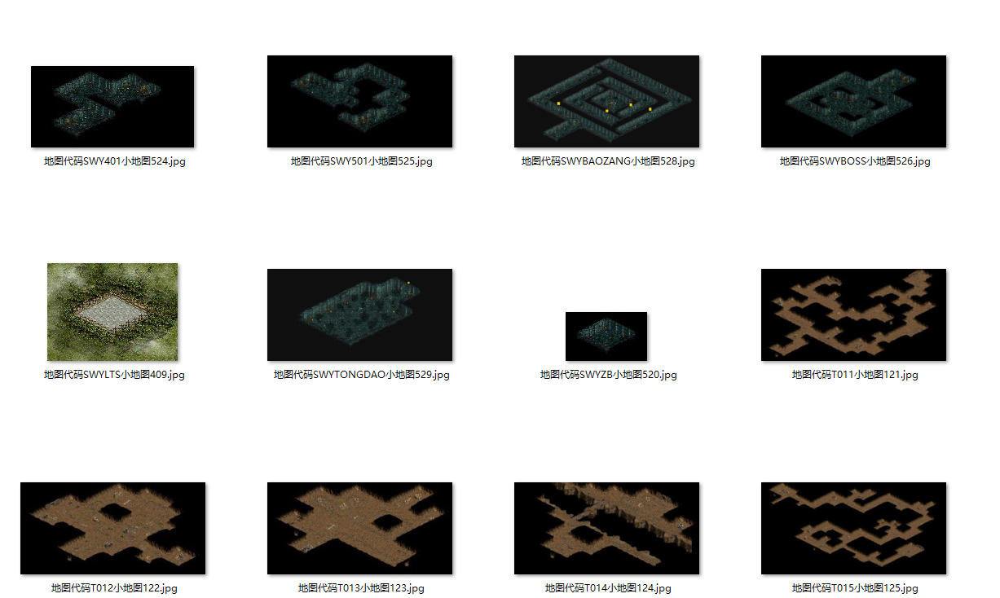 地图代码SWY401小地图524.jpg
地图代码SWY501小地图525.jpg
地图代码SWYBAOZANG小地图528.jpg
地图代码SWYBOSS小地图526.jpg
地图代码SWYLTS小地图409.jpg
地图代码SWYTONGDAO小地图529.jpg
地图代码SWYZB小地图520.jpg
地图代码T011小地图121.jpg
地图代码T012小地图122.jpg
地图代码T013小地图123.jpg
地图代码T014小地图124.jpg
地图代码T015小地图125.jpg